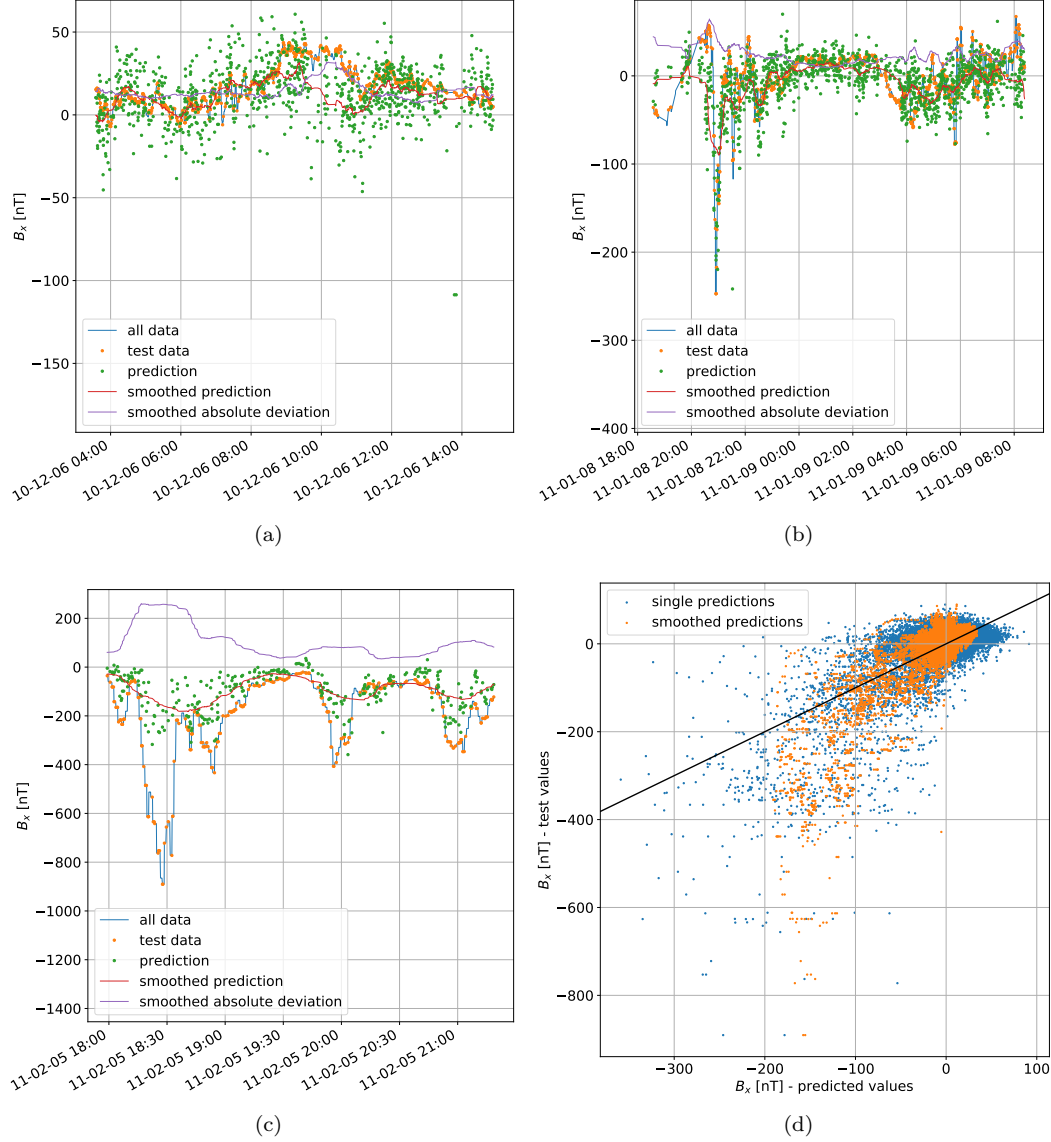 50
0
−50
−100
−150
B_x [nT]
all data
test data
prediction
smoothed prediction
smoothed absolute deviation
10-12-06 04:00
10-12-06 06:00
10-12-06 08:00
10-12-06 10:00
10-12-06 12:00
10-12-06 14:00
(a)
0
−100
−200
−300
−400
B_x [nT]
all data
test data
prediction
smoothed prediction
smoothed absolute deviation
11-01-08 18:00
11-01-08 20:00
11-01-08 22:00
11-01-09 00:00
11-01-09 02:00
11-01-09 04:00
11-01-09 06:00
11-01-09 08:00
(b)
200
0
−200
−400
−600
−800
−1000
−1200
−1400
B_x [nT]
all data
test data
prediction
smoothed prediction
smoothed absolute deviation
11-02-05 18:00
11-02-05 18:30
11-02-05 19:00
11-02-05 19:30
11-02-05 20:00
11-02-05 20:30
11-02-05 21:00
(c)
single predictions
smoothed predictions
0
−200
−400
−600
−800
B_x [nT] - test values
−300
−200
−100
0
100
B_x [nT] - predicted values
(d)